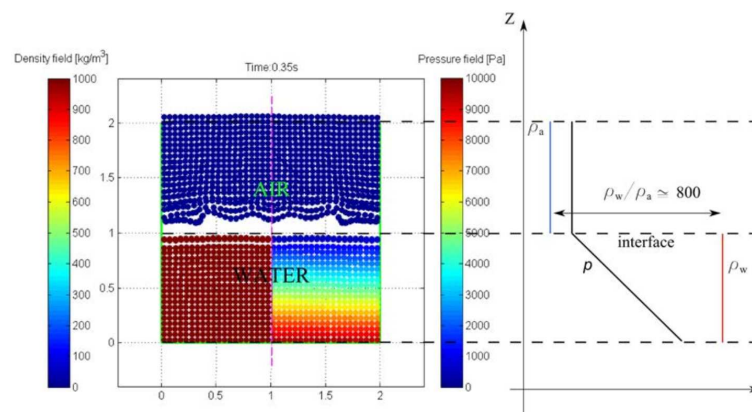 Density field [kg/m³]
Time:0.35s
Pressure field [Pa]
Z
1000
900
800
700
600
500
400
300
200
100
0
2
1.5
1
0.5
0
0
0.5
1
1.5
2
AIR
WATER
10000
9000
8000
7000
6000
5000
4000
3000
2000
1000
0
ρa
ρw/ρa ≃ 800
interface
p
ρw